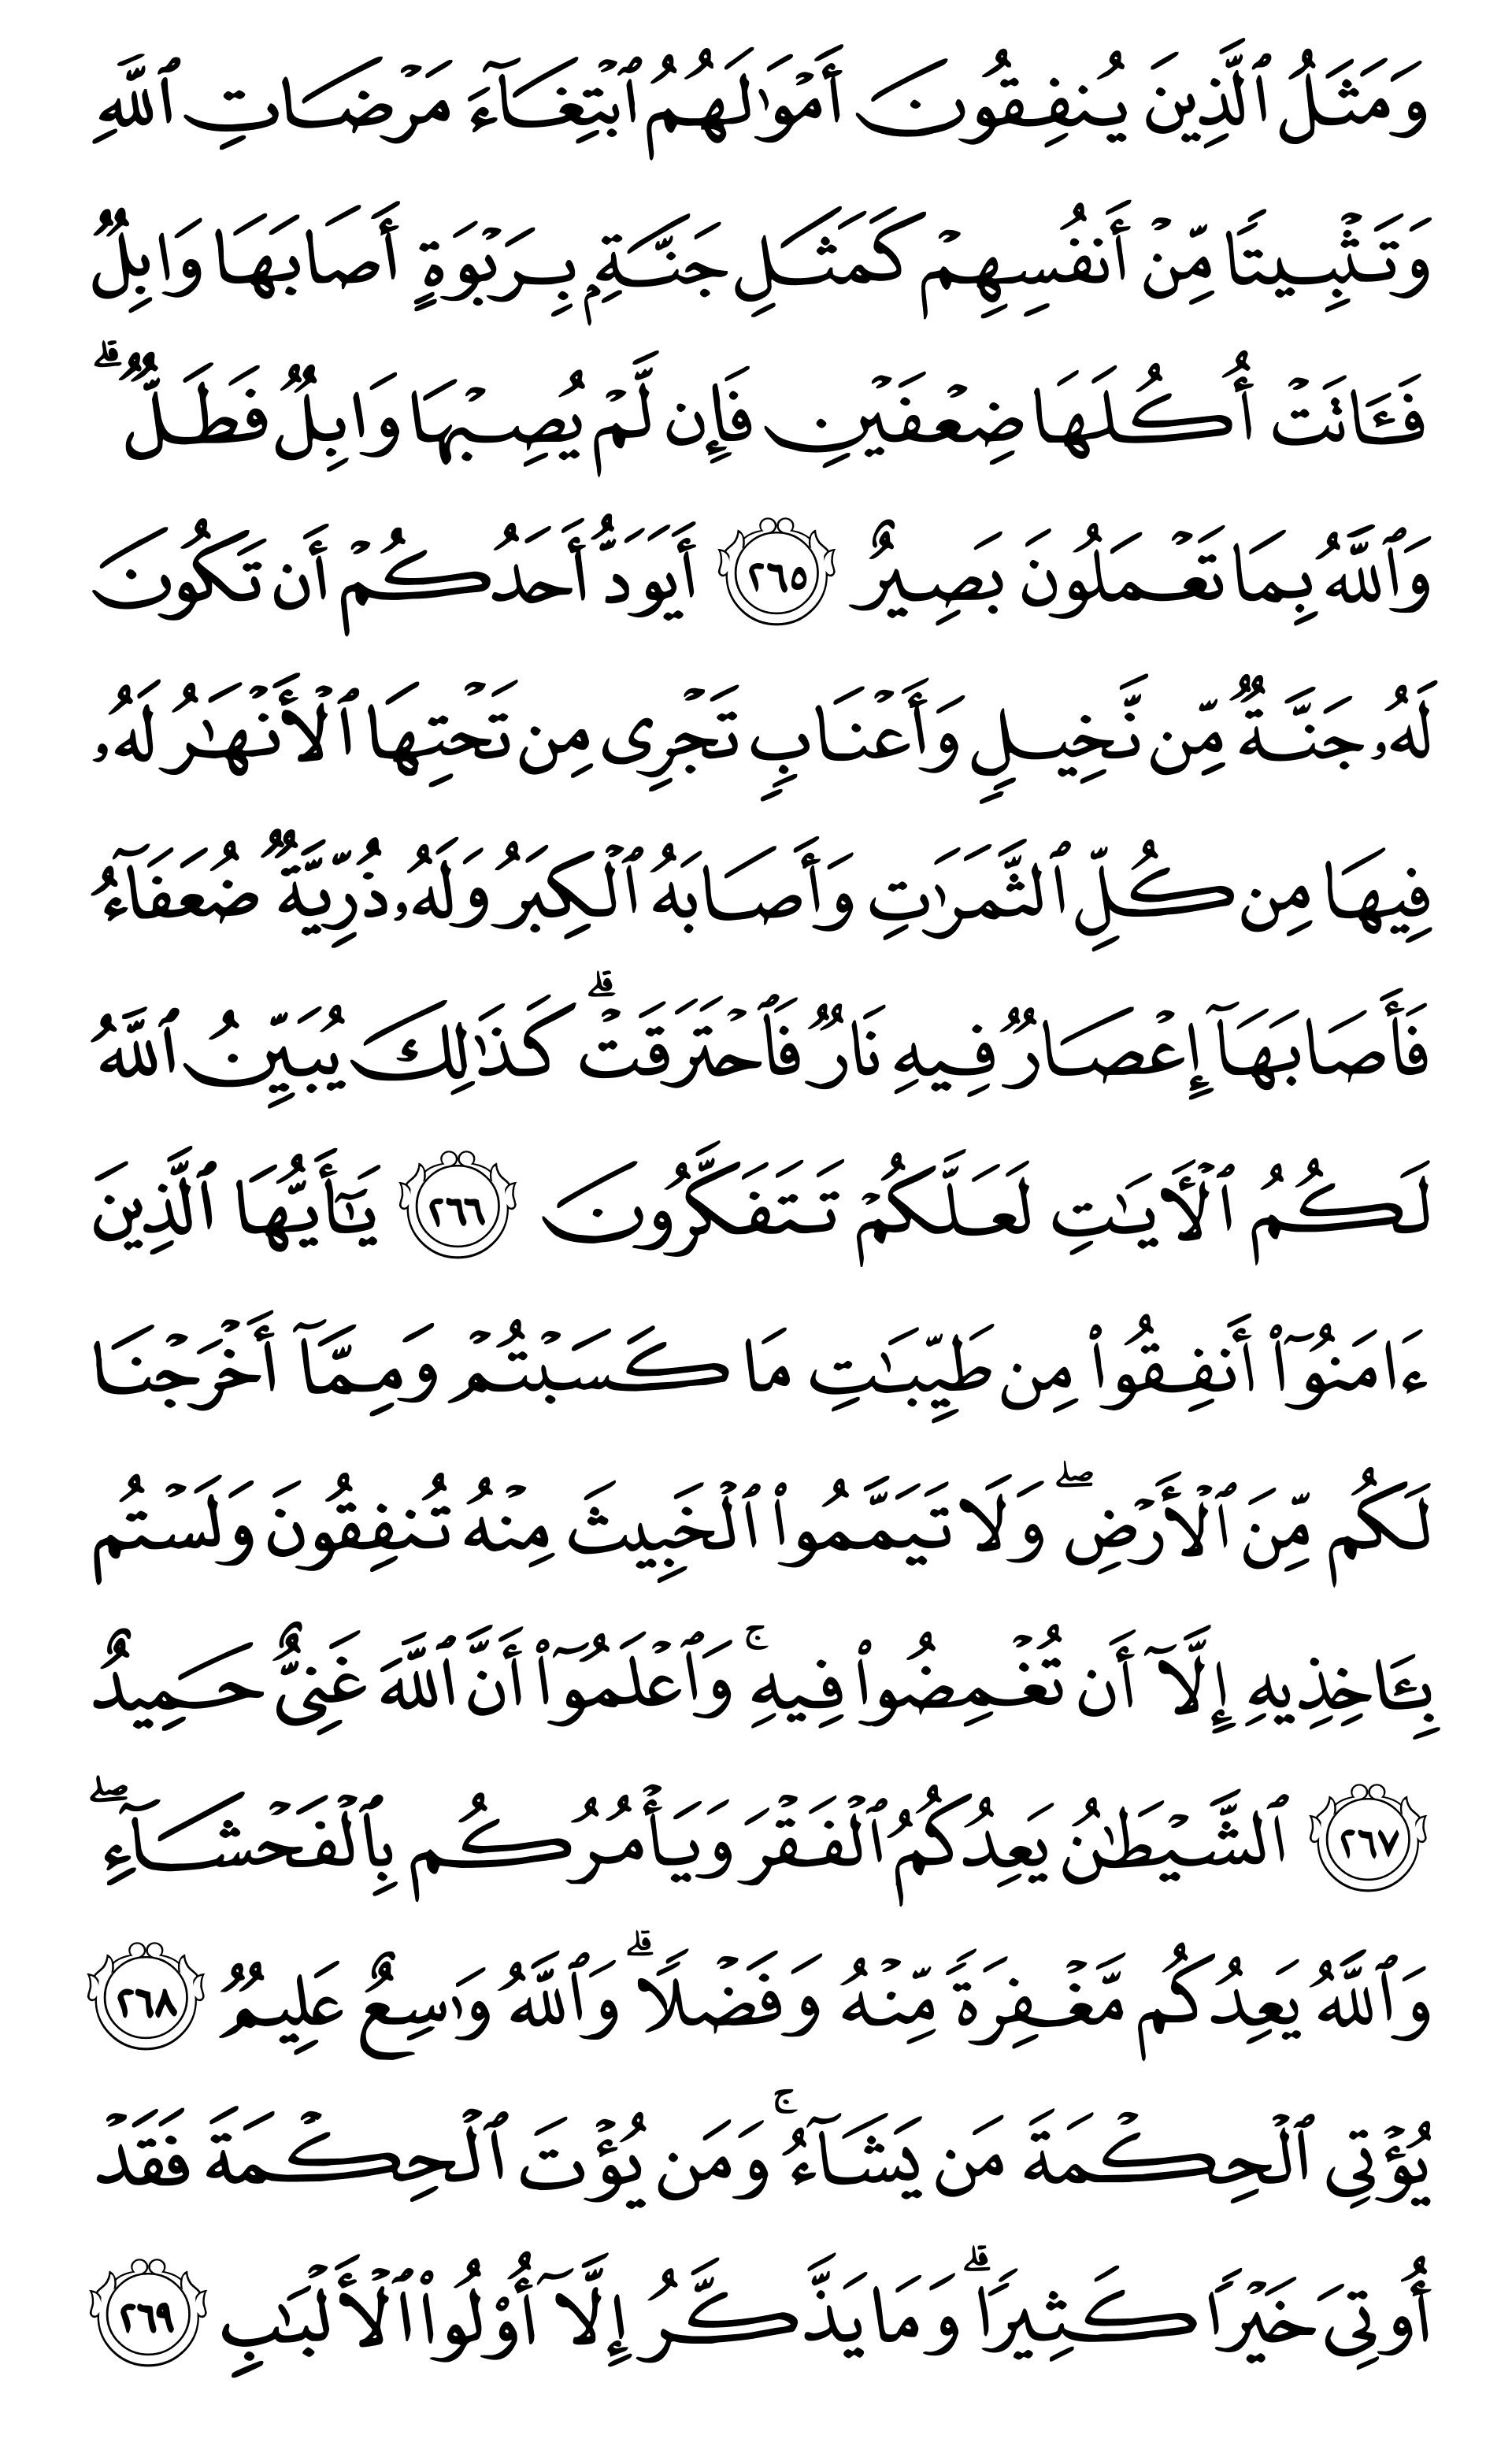 وَمَثَلُ ٱلَّذِينَ يُنفِقُونَ أَمۡوَٰلَهُمُ ٱبۡتِغَآءَ مَرۡضَاتِ ٱللَّهِ
وَتَثۡبِيتٗا مِّنۡ أَنفُسِهِمۡ كَمَثَلِ جَنَّةِۭ بِرَبۡوَةٍ أَصَابَهَا وَابِلٞ
فَـَٔاتَتۡ أُكُلَهَا ضِعۡفَيۡنِ فَإِن لَّمۡ يُصِبۡهَا وَابِلٞ فَطَلّٞۗ
وَٱللَّهُ بِمَا تَعۡمَلُونَ بَصِيرٌ ٢٦٥ أَيَوَدُّ أَحَدُكُمۡ أَن تَكُونَ
لَهُۥ جَنَّةٞ مِّن نَّخِيلٖ وَأَعۡنَابٖ تَجۡرِي مِن تَحۡتِهَا ٱلۡأَنۡهَٰرُ لَهُۥ
فِيهَا مِن كُلِّ ٱلثَّمَرَٰتِ وَأَصَابَهُ ٱلۡكِبَرُ وَلَهُۥ ذُرِّيَّةٞ ضُعَفَآءُ
فَأَصَابَهَآ إِعۡصَارٞ فِيهِ نَارٞ فَٱحۡتَرَقَتۡۗ كَذَٰلِكَ يُبَيِّنُ ٱللَّهُ
لَكُمُ ٱلۡأٓيَٰتِ لَعَلَّكُمۡ تَتَفَكَّرُونَ ٢٦٦ يَٰٓأَيُّهَا ٱلَّذِينَ
ءَامَنُوٓاْ أَنفِقُواْ مِن طَيِّبَٰتِ مَا كَسَبۡتُمۡ وَمِمَّآ أَخۡرَجۡنَا
لَكُم مِّنَ ٱلۡأَرۡضِۖ وَلَا تَيَمَّمُواْ ٱلۡخَبِيثَ مِنۡهُ تُنفِقُونَ وَلَسۡتُم
بِـَٔاخِذِيهِ إِلَّآ أَن تُغۡمِضُواْ فِيهِۚ وَٱعۡلَمُوٓاْ أَنَّ ٱللَّهَ غَنِيٌّ حَمِيدٌ
٢٦٧ ٱلشَّيۡطَٰنُ يَعِدُكُمُ ٱلۡفَقۡرَ وَيَأۡمُرُكُم بِٱلۡفَحۡشَآءِۖ
وَٱللَّهُ يَعِدُكُم مَّغۡفِرَةٗ مِّنۡهُ وَفَضۡلٗاۗ وَٱللَّهُ وَٰسِعٌ عَلِيمٞ ٢٦٨
يُؤۡتِي ٱلۡحِكۡمَةَ مَن يَشَآءُۚ وَمَن يُؤۡتَ ٱلۡحِكۡمَةَ فَقَدۡ
أُوتِيَ خَيۡرٗا كَثِيرٗاۗ وَمَا يَذَّكَّرُ إِلَّآ أُوْلُواْ ٱلۡأَلۡبَٰبِ ٢٦٩